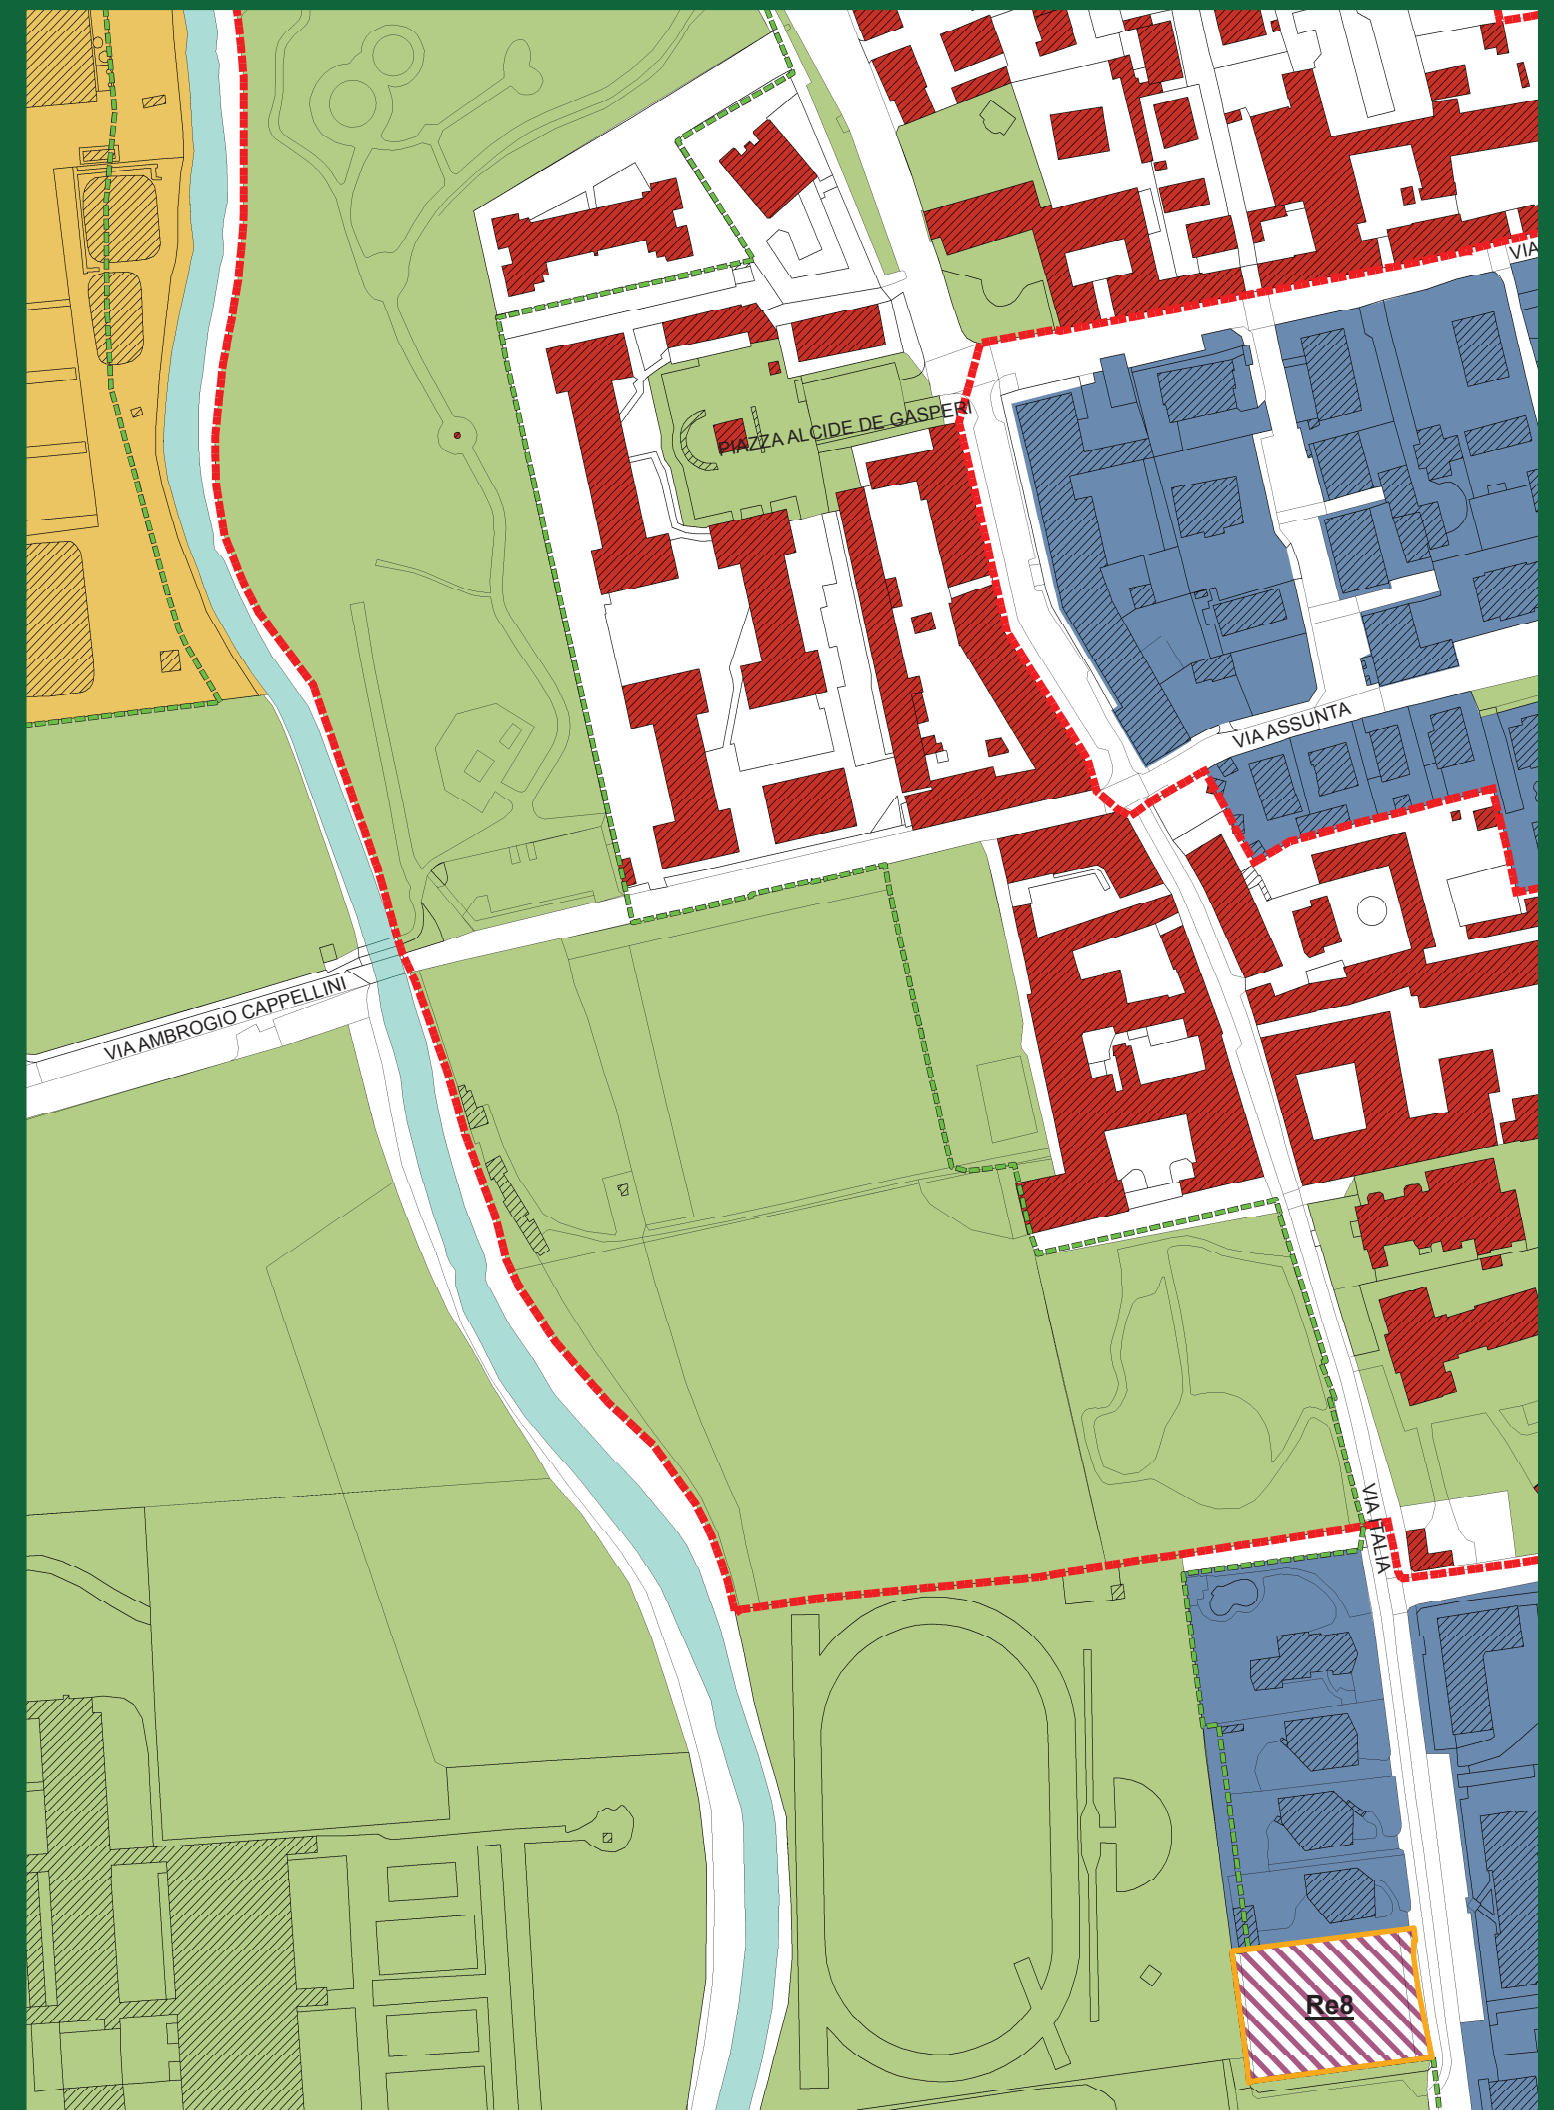 VIA
PIAZZA ALCIDE DE GASPERI
VIA ASSUNTA
VIA AMBROGIO CAPPELLINI
VIA ITALIA
Re8